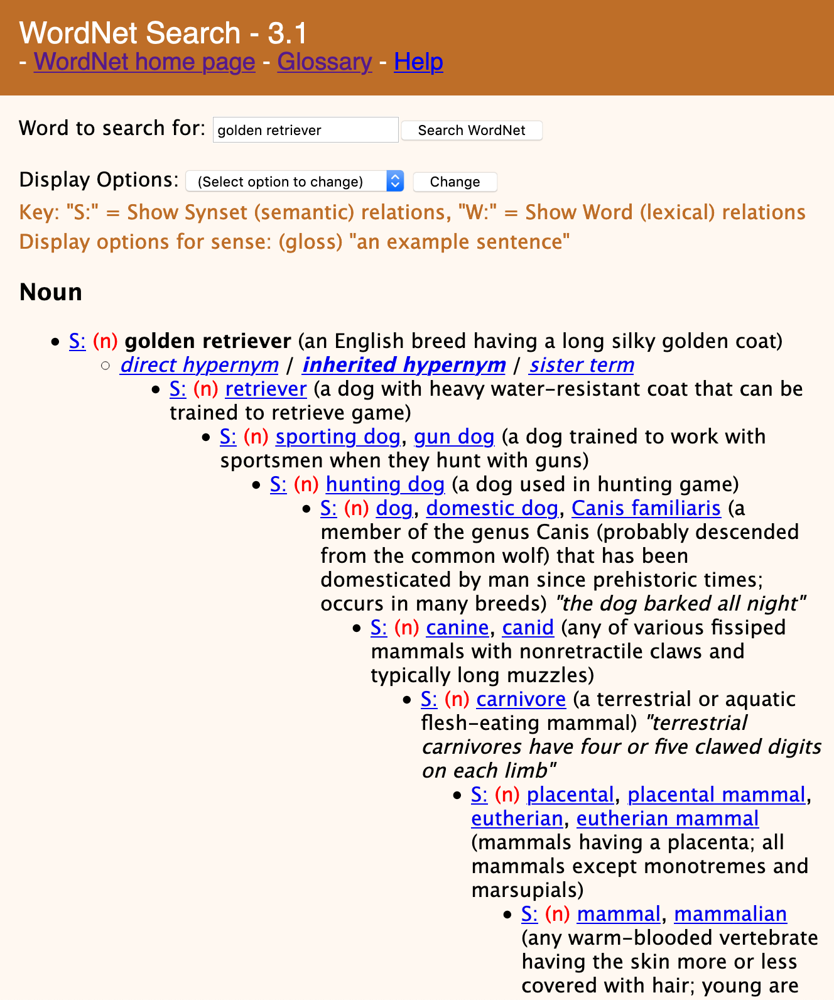 WordNet Search - 3.1
- WordNet home page - Glossary - Help
Word to search for: golden retriever Search WordNet
Display Options: (Select option to change) Change
Key: "S:" = Show Synset (semantic) relations, "W:" = Show Word (lexical) relations
Display options for sense: (gloss) "an example sentence"
Noun
• S: (n) golden retriever (an English breed having a long silky golden coat)
○ direct hypernym / inherited hypernym / sister term
• S: (n) retriever (a dog with heavy water-resistant coat that can be
trained to retrieve game)
• S: (n) sporting dog, gun dog (a dog trained to work with
sportsmen when they hunt with guns)
• S: (n) hunting dog (a dog used in hunting game)
• S: (n) dog, domestic dog, Canis familiaris (a
member of the genus Canis (probably descended
from the common wolf) that has been
domesticated by man since prehistoric times;
occurs in many breeds) "the dog barked all night"
• S: (n) canine, canid (any of various fissiped
mammals with nonretractile claws and
typically long muzzles)
• S: (n) carnivore (a terrestrial or aquatic
flesh-eating mammal) "terrestrial
carnivores have four or five clawed digits
on each limb"
• S: (n) placental, placental mammal,
eutherian, eutherian mammal
(mammals having a placenta; all
mammals except monotremes and
marsupials)
• S: (n) mammal, mammalian
(any warm-blooded vertebrate
having the skin more or less
covered with hair; young are